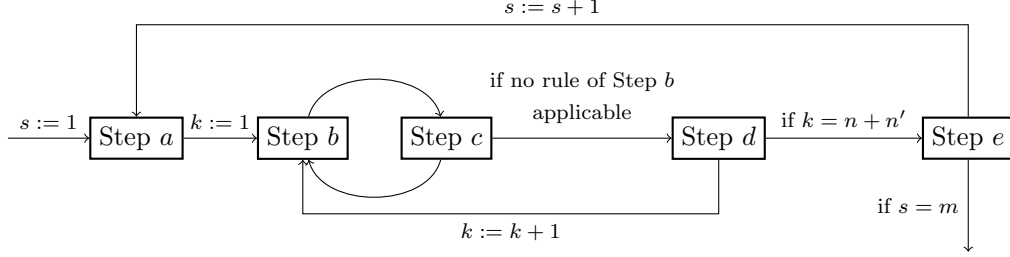 s := s + 1
if no rule of Step b
applicable
s := 1
Step a
k := 1
Step b
Step c
Step d
if k = n + n′
Step e
if s = m
k := k + 1